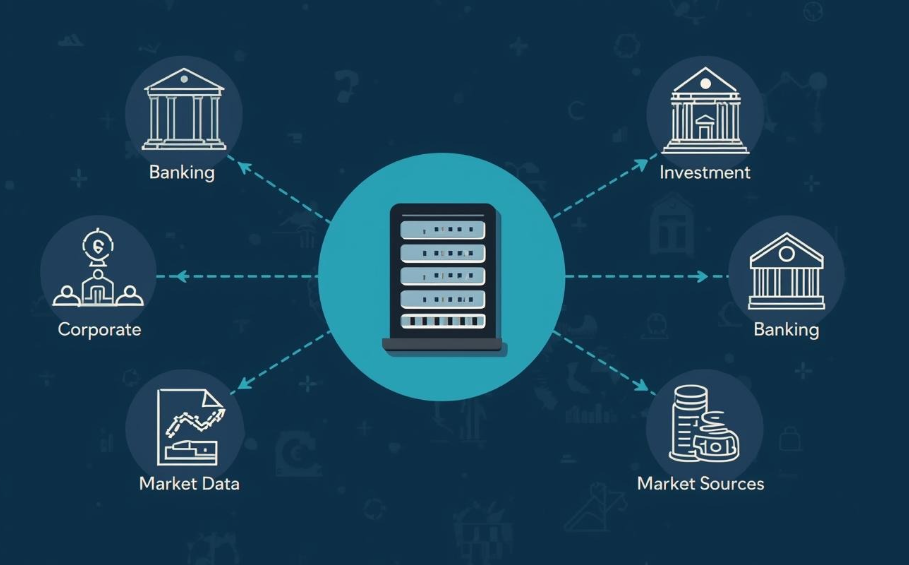 Banking
Investment
Corporate
Banking
Market Data
Market Sources